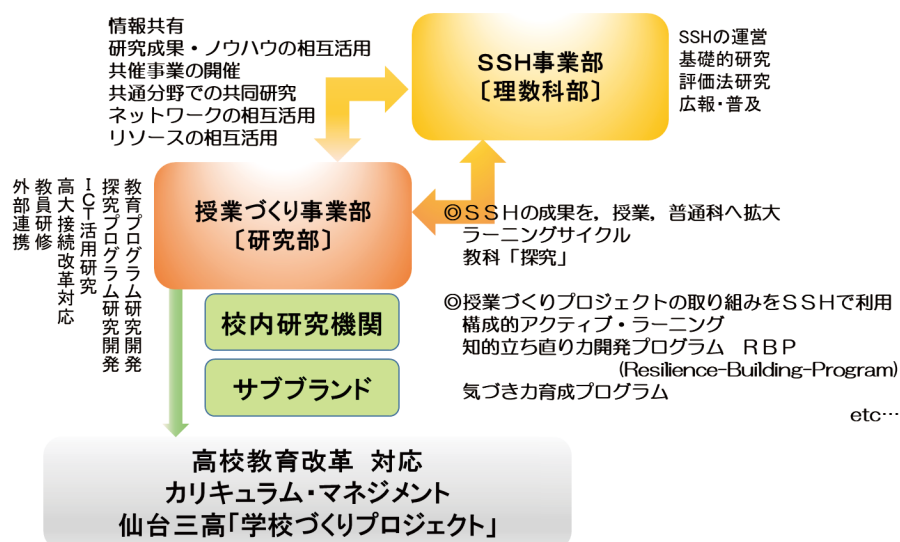 情報共有
研究成果・ノウハウの相互活用
共催事業の開催
共通分野での共同研究
ネットワークの相互活用
リソースの相互活用
SSH事業部
〔理数科部〕
SSHの運営
基礎的研究
評価法研究
広報・普及
授業づくり事業部
〔研究部〕
教育プログラム研究開発
探究プログラム研究開発
ICT活用研究
高大接続改革対応
教員研修
外部連携
◎SSHの成果を，授業，普通科へ拡大
ラーニングサイクル
教科「探究」
◎授業づくりプロジェクトの取り組みをSSHで利用
構成的アクティブ・ラーニング
知的立ち直り力開発プログラム　RBP
(Resilience-Building-Program)
気づき力育成プログラム
etc…
校内研究機関
サブブランド
高校教育改革　対応
カリキュラム・マネジメント
仙台三高「学校づくりプロジェクト」